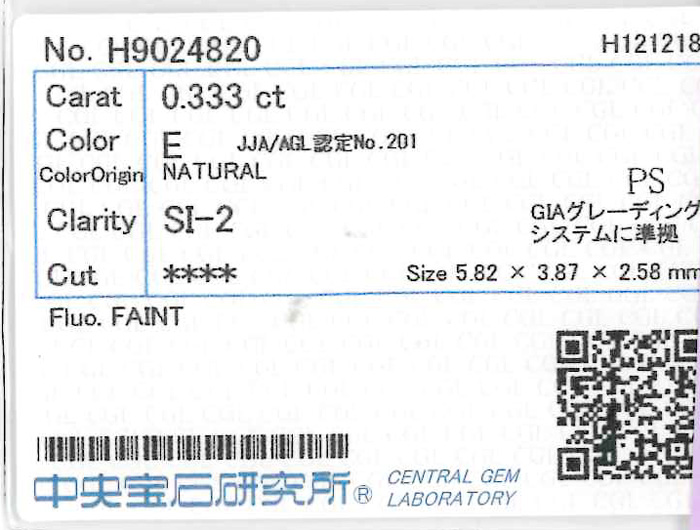 No. H9024820 H121218
Carat 0.333 ct
Color E JJA/AGL認定No.201
ColorOrigin NATURAL
PS
Clarity SI-2
GIAグレーディング
システムに準拠
Cut **** Size 5.82 × 3.87 × 2.58 mm
Fluo. FAINT
中央宝石研究所® CENTRAL GEM
LABORATORY